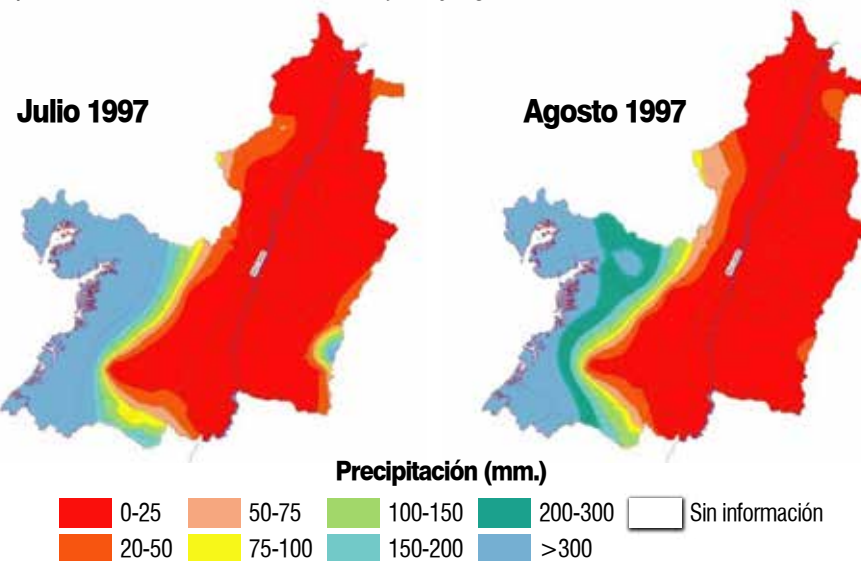 Julio 1997
Agosto 1997
Precipitación (mm.)
0-25
50-75
100-150
200-300
Sin información
20-50
75-100
150-200
>300